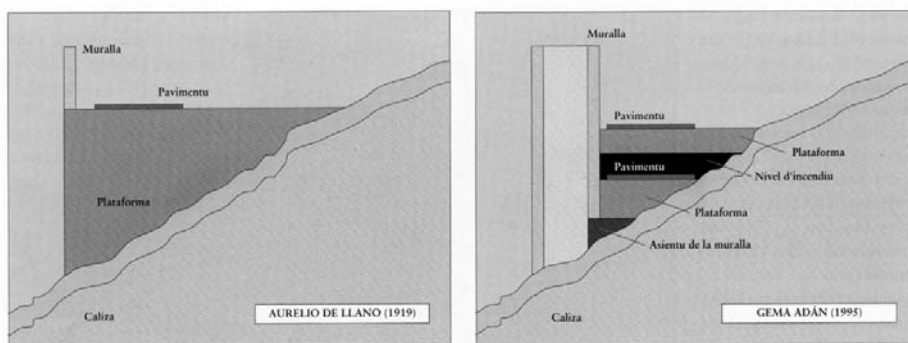 Muralla
Pavimentu
Plataforma
Caliza
AURELIO DE LLANO (1919)
Muralla
Pavimentu
Plataforma
Pavimentu
Nivel d'incendiu
Plataforma
Asientu de la muralla
Caliza
GEMA ADÁN (1995)